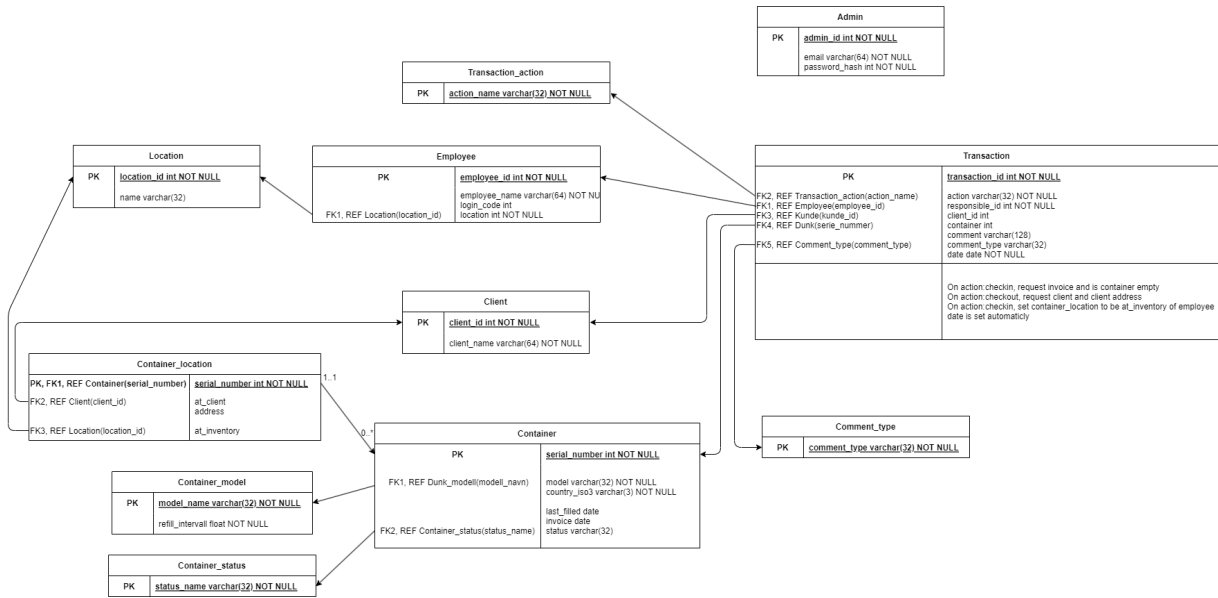 Admin
PK admin_id int NOT NULL
email varchar(64) NOT NULL
password_hash int NOT NULL
Transaction_action
PK action_name varchar(32) NOT NULL
Location
PK location_id int NOT NULL
name varchar(32)
Employee
PK employee_id int NOT NULL
employee_name varchar(64) NOT NU
login_code int
FK1, REF Location(location_id) location int NOT NULL
Transaction
PK transaction_id int NOT NULL
FK2, REF Transaction_action(action_name) action varchar(32) NOT NULL
FK1, REF Employee(employee_id) responsible_id int NOT NULL
FK3, REF Kunde(kunde_id) client_id int
FK4, REF Dunk(serie_nummer) container int
comment varchar(128)
FK5, REF Comment_type(comment_type) comment_type varchar(32)
date date NOT NULL
On action:checkin, request invoice and is container empty
On action:checkout, request client and client address
On action:checkin, set container_location to be at_inventory of employee
date is set automaticly
Client
PK client_id int NOT NULL
client_name varchar(64) NOT NULL
Container_location
PK, FK1, REF Container(serial_number) serial_number int NOT NULL
FK2, REF Client(client_id) at_client
address
FK3, REF Location(location_id) at_inventory
1..1
0..*
Container
PK serial_number int NOT NULL
FK1, REF Dunk_modell(modell_navn) model varchar(32) NOT NULL
country_iso3 varchar(3) NOT NULL
last_filled date
invoice date
FK2, REF Container_status(status_name) status varchar(32)
Comment_type
PK comment_type varchar(32) NOT NULL
Container_model
PK model_name varchar(32) NOT NULL
refill_intervall float NOT NULL
Container_status
PK status_name varchar(32) NOT NULL